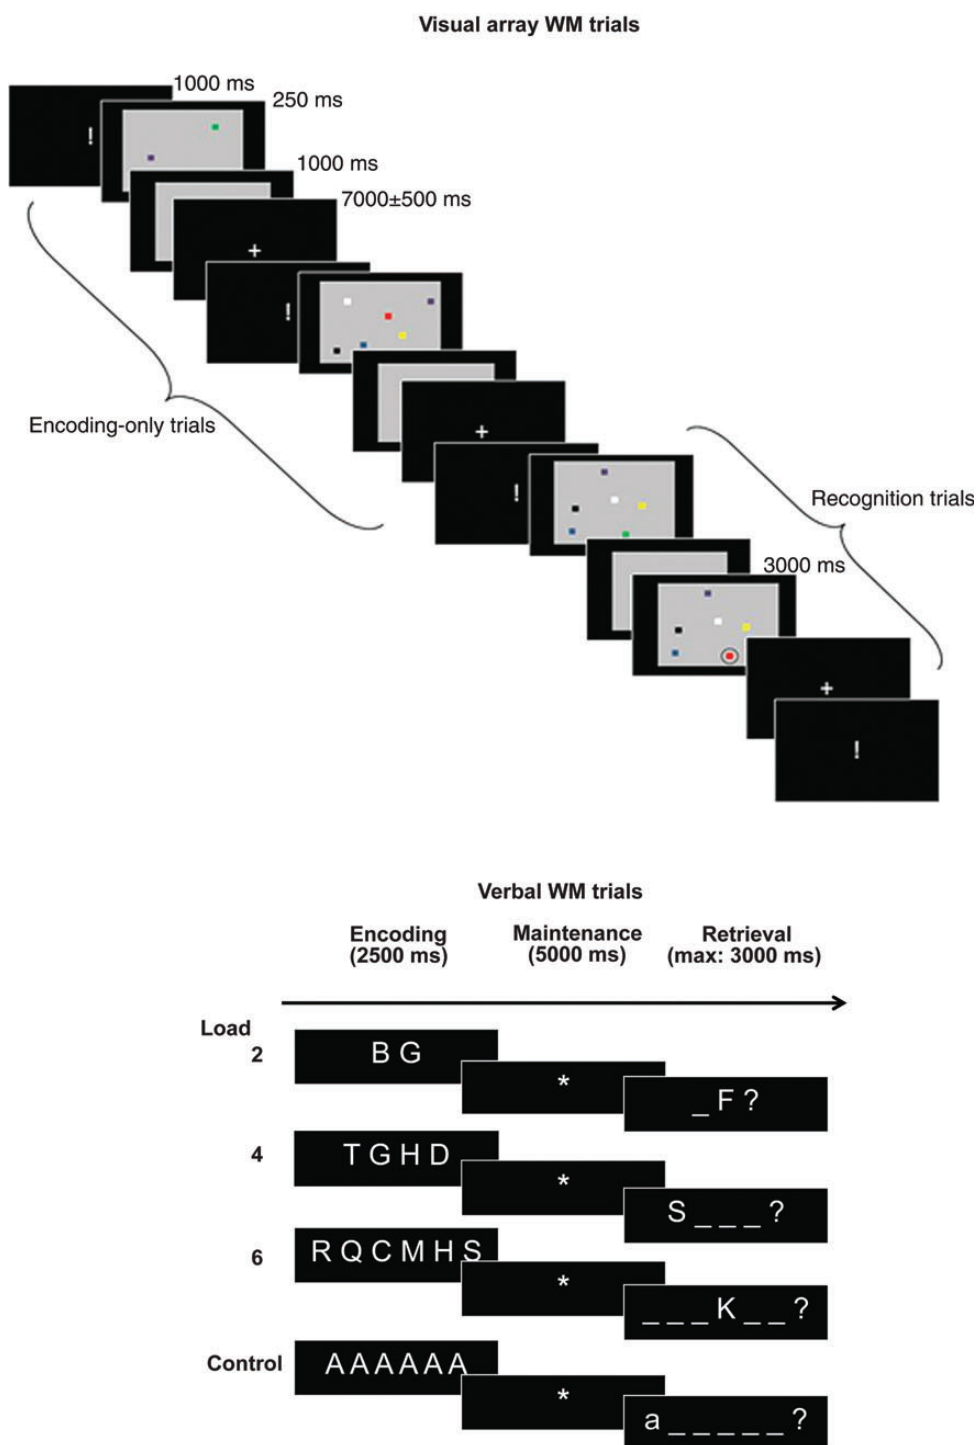 Visual array WM trials
1000 ms
250 ms
!
1000 ms
7000±500 ms
+
!
Encoding-only trials
+
!
Recognition trials
3000 ms
+
!
Verbal WM trials
Encoding
(2500 ms)
Maintenance
(5000 ms)
Retrieval
(max: 3000 ms)
Load
2
B G
*
_ F ?
4
T G H D
*
S _ _ _ ?
6
R Q C M H S
*
_ _ _ K _ _ ?
Control
A A A A A A
*
a _ _ _ _ _ ?